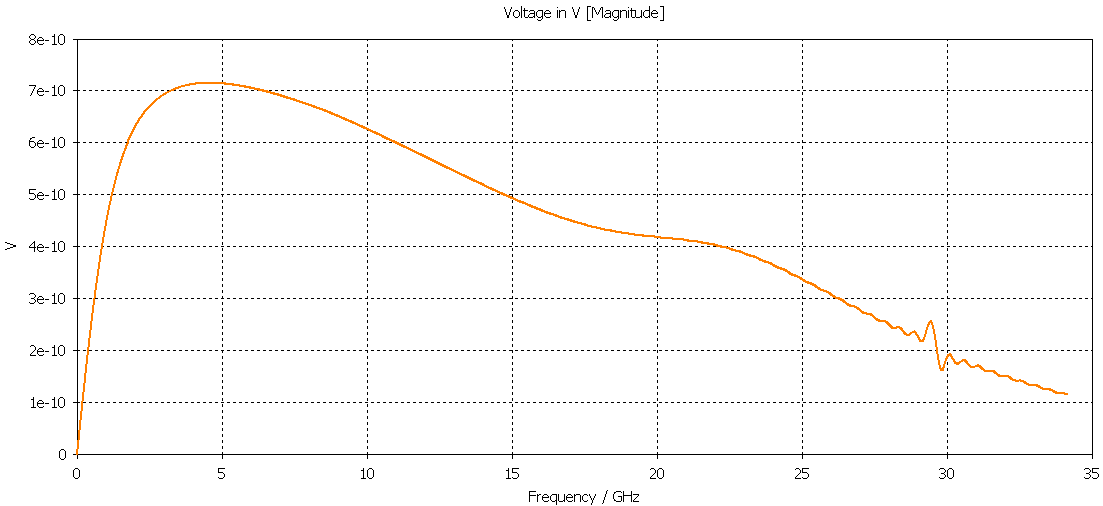 Voltage in V [Magnitude]
8e-10
7e-10
6e-10
5e-10
4e-10
3e-10
2e-10
1e-10
0
V
0 5 10 15 20 25 30 35
Frequency / GHz